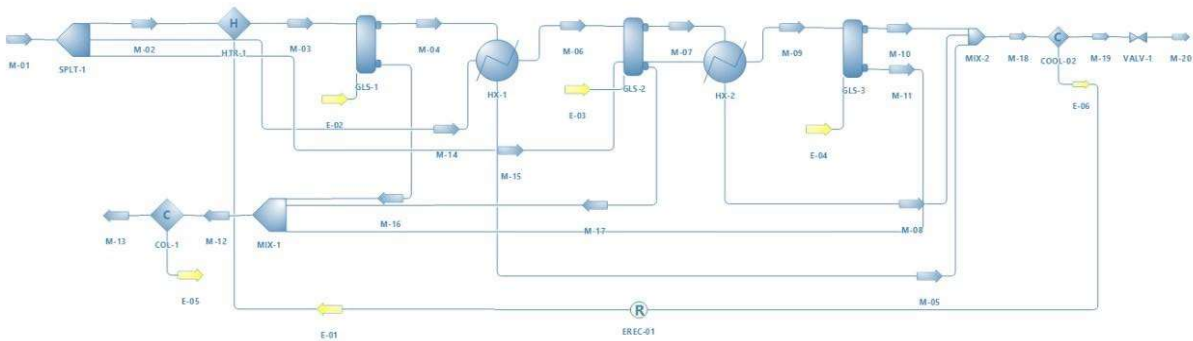 H
C
M-02
HTR-1
M-03
M-04
M-06
M-07
M-09
M-10
M-01
SPLT-1
GLS-1
HX-1
GLS-2
HX-2
GLS-3
M-11
MIX-2
M-18
COOL-02
M-19
VALV-1
M-20
E-02
E-03
E-06
M-14
M-15
E-04
C
M-13
COL-1
M-12
MIX-1
M-16
M-17
M-08
E-05
M-05
R
E-01
EREC-01